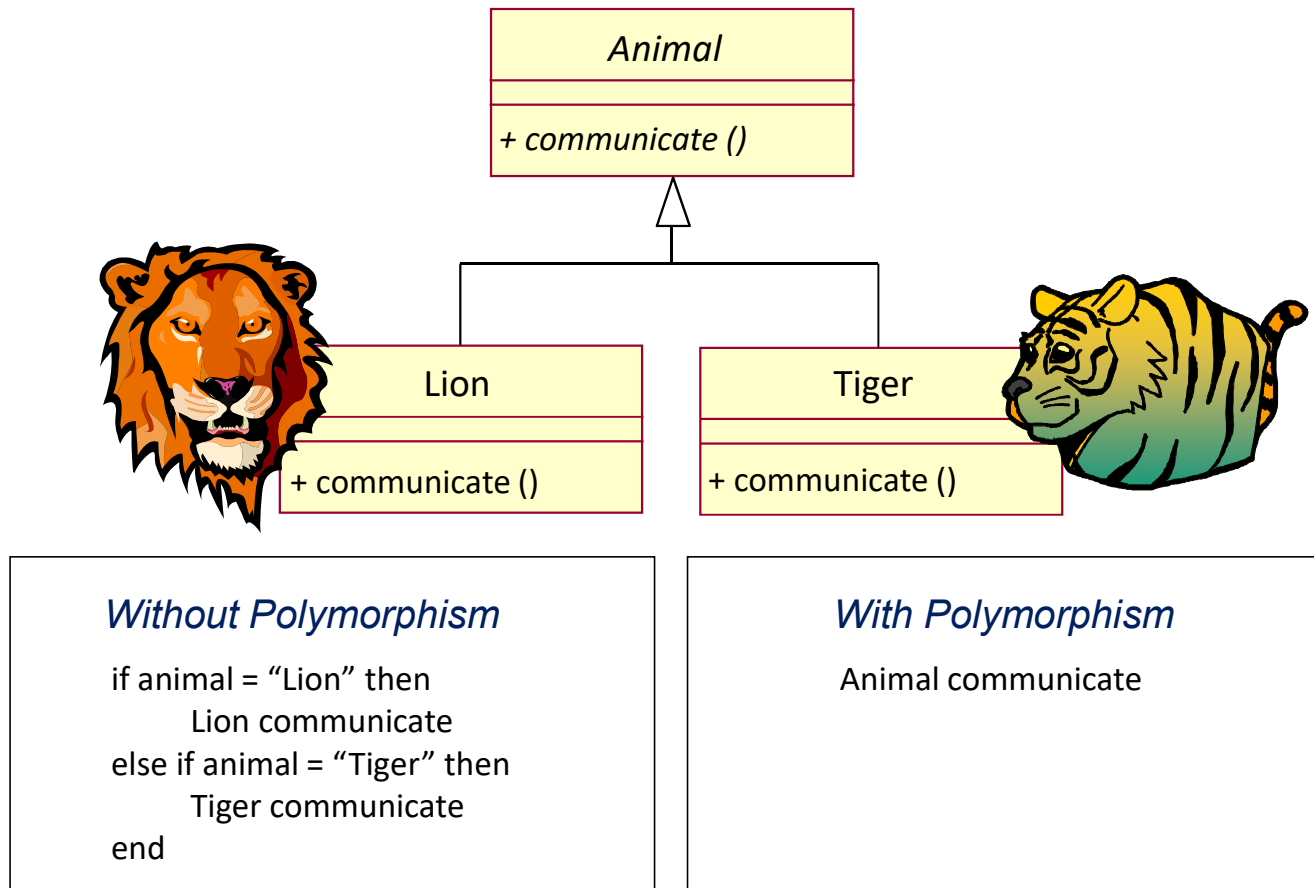 Animal
+ communicate ()
Lion
+ communicate ()
Tiger
+ communicate ()
Without Polymorphism
if animal = “Lion” then
Lion communicate
else if animal = “Tiger” then
Tiger communicate
end
With Polymorphism
Animal communicate